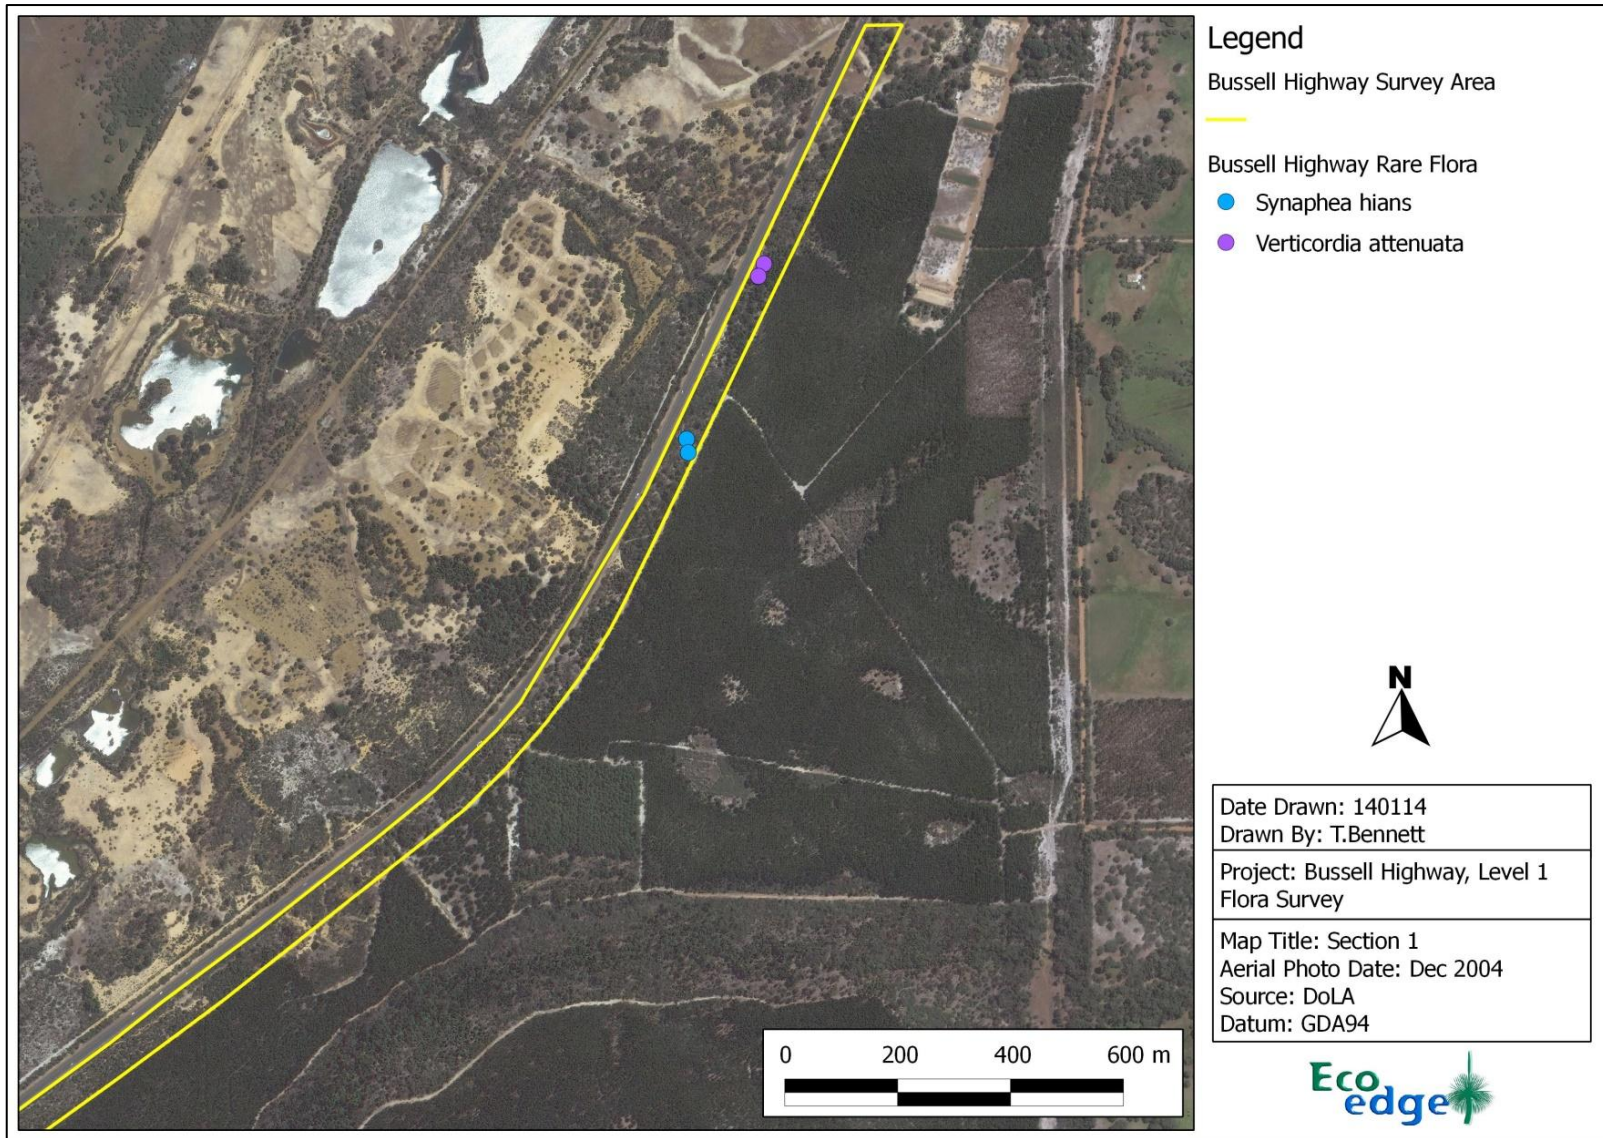 Legend
Bussell Highway Survey Area
Bussell Highway Rare Flora
Synaphea hians
Verticordia attenuata
N
Date Drawn: 140114
Drawn By: T.Bennett
Project: Bussell Highway, Level 1
Flora Survey
Map Title: Section 1
Aerial Photo Date: Dec 2004
Source: DoLA
Datum: GDA94
0 200 400 600 m
Eco
edge